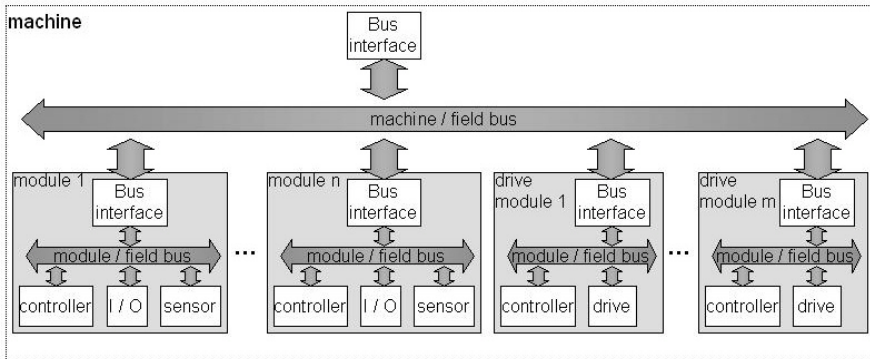 machine
Bus
interface
machine / field bus
module 1
Bus
interface
module / field bus
controller
I / O
sensor
...
module n
Bus
interface
module / field bus
controller
I / O
sensor
drive
module 1
Bus
interface
module / field bus
controller
drive
...
drive
module m
Bus
interface
module / field bus
controller
drive